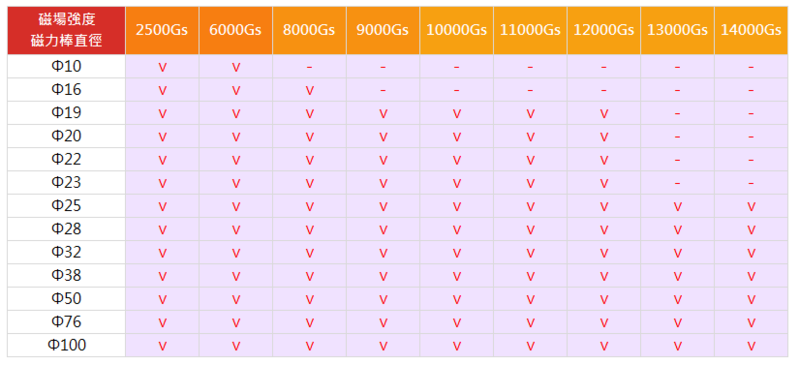 磁場強度
磁力棒直徑 2500Gs 6000Gs 8000Gs 9000Gs 10000Gs 11000Gs 12000Gs 13000Gs 14000Gs
Φ10 V V - - - - - - -
Φ16 V V V - - - - - -
Φ19 V V V V V V V - -
Φ20 V V V V V V V - -
Φ22 V V V V V V V - -
Φ23 V V V V V V V - -
Φ25 V V V V V V V V V
Φ28 V V V V V V V V V
Φ32 V V V V V V V V V
Φ38 V V V V V V V V V
Φ50 V V V V V V V V V
Φ76 V V V V V V V V V
Φ100 V V V V V V V V V